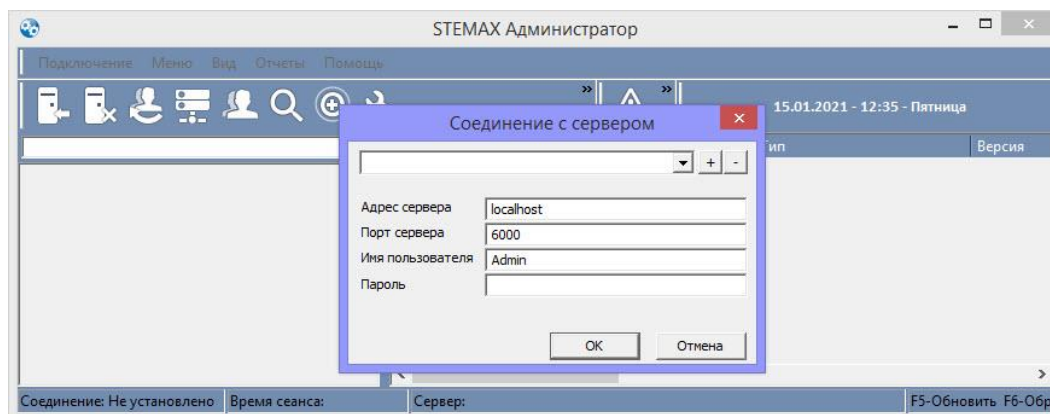 STEMAX Администратор
Подключение Меню Вид Отчеты Помощь
15.01.2021 - 12:35 - Пятница
Соединение с сервером
ип Версия
+ -
Адрес сервера localhost
Порт сервера 6000
Имя пользователя Admin
Пароль
OK Отмена
Соединение: Не установлено Время сеанса: Сервер: F5-Обновить F6-Обр